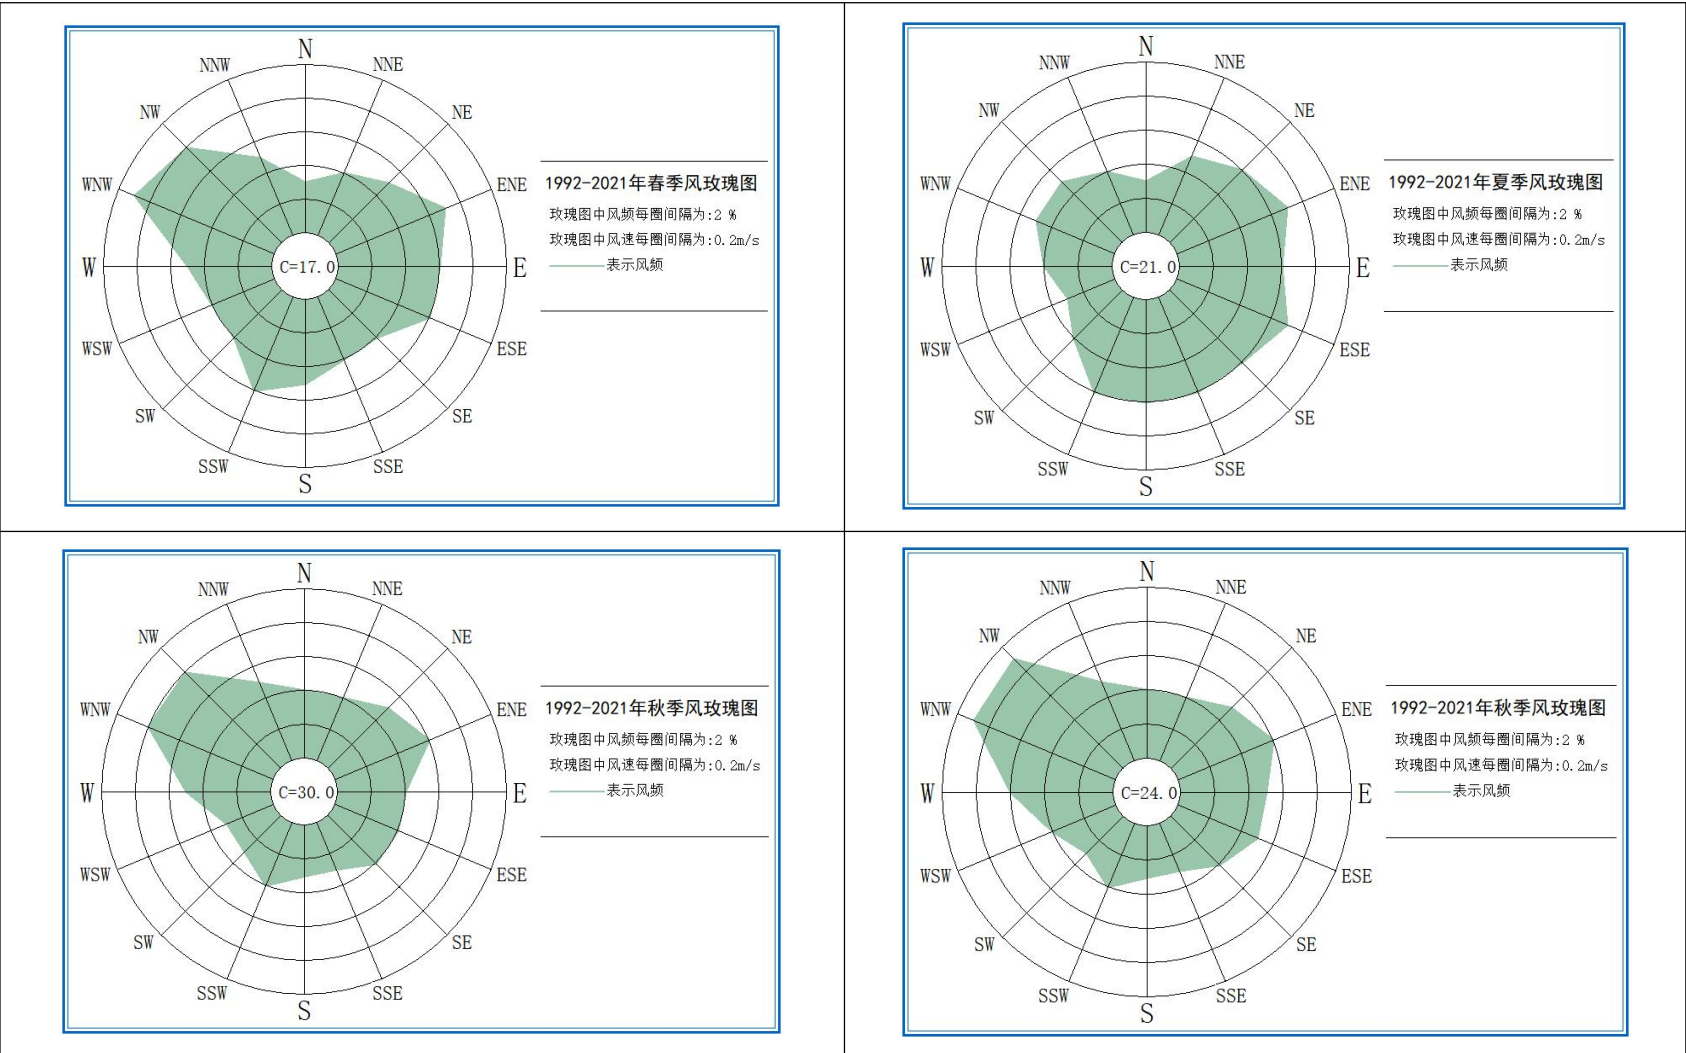 N
NNW
NNE
NW
NE
WNW
ENE
W
C=17.0
E
WSW
ESE
SW
SE
SSW
SSE
S
1992-2021年春季风玫瑰图
玫瑰图中风频每圈间隔为:2 %
玫瑰图中风速每圈间隔为:0.2m/s
表示风频
N
NNW
NNE
NW
NE
WNW
ENE
W
C=21.0
E
WSW
ESE
SW
SE
SSW
SSE
S
1992-2021年夏季风玫瑰图
玫瑰图中风频每圈间隔为:2 %
玫瑰图中风速每圈间隔为:0.2m/s
表示风频
N
NNW
NNE
NW
NE
WNW
ENE
W
C=30.0
E
WSW
ESE
SW
SE
SSW
SSE
S
1992-2021年秋季风玫瑰图
玫瑰图中风频每圈间隔为:2 %
玫瑰图中风速每圈间隔为:0.2m/s
表示风频
N
NNW
NNE
NW
NE
WNW
ENE
W
C=24.0
E
WSW
ESE
SW
SE
SSW
SSE
S
1992-2021年秋季风玫瑰图
玫瑰图中风频每圈间隔为:2 %
玫瑰图中风速每圈间隔为:0.2m/s
表示风频